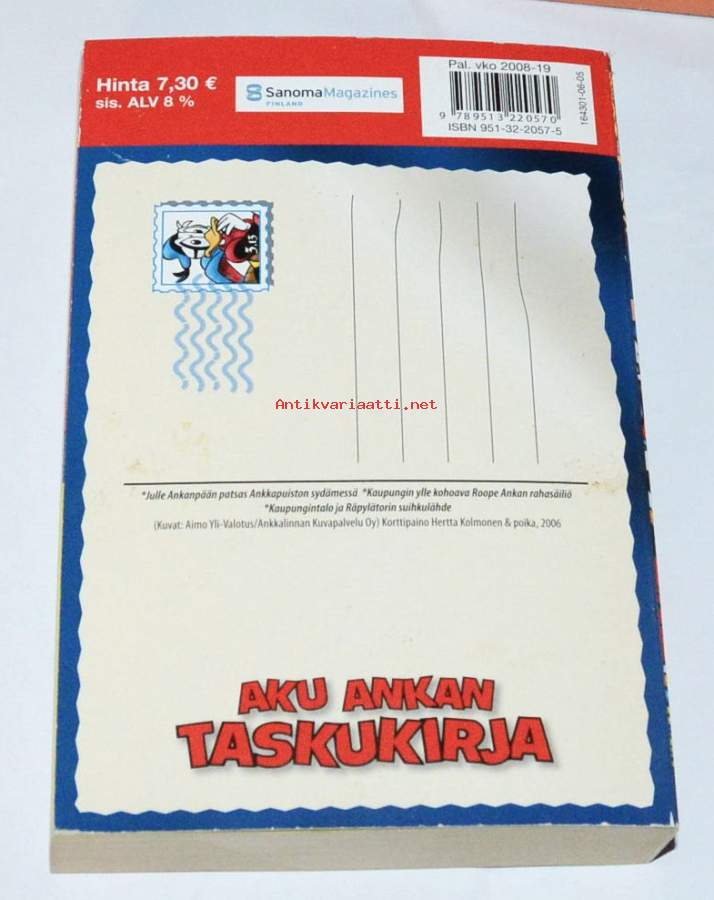 Hinta 7,30 €
sis. ALV 8 %
SanomaMagazines
FINLAND
Pal. vko 2008-19
9 789513 220570
ISBN 951-32-2057-5
164301-08-05
Antikvariaatti.net
*Julle Ankanpään patsas Ankkapuiston sydämessä *Kaupungin ylle kohoava Roope Ankan rahasäiliö
*Kaupungintalo ja Räpylätorin suihkulähde
(Kuvat: Aimo Yli-Valotus/Ankkalinnan Kuvapalvelu Oy) Korttipaino Hertta Kolmonen & poika, 2006
AKU ANKAN
TASKUKIRJA